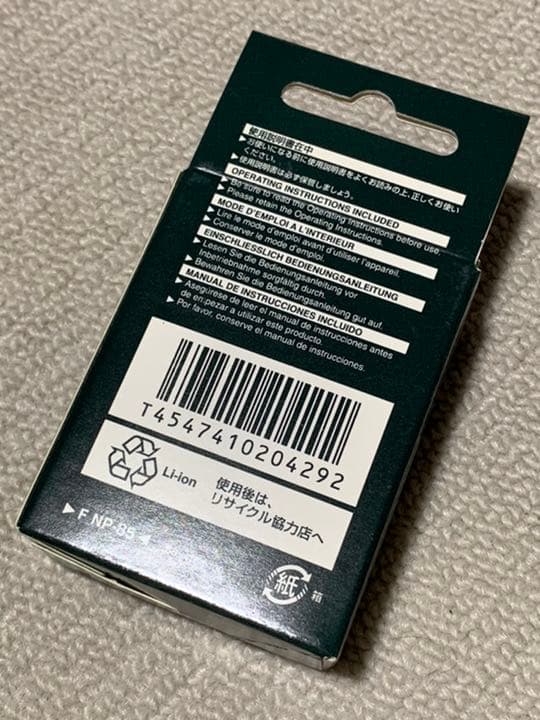 使用説明書在中
▶お使いになる前に使用説明書をよくお読みの上、正しくお使い
ください。
▶使用説明書は必ず保管しましょう。
OPERATING INSTRUCTIONS INCLUDED
▶Be sure to read the Operating Instructions before use.
Please retain the Operating Instructions.
MODE D'EMPLOI A L'INTERIEUR
▶Lire le mode d'emploi avant d'utiliser l'appareil.
▶Conserver le mode d'emploi.
EINSCHLIESSLICH BEDIENUNGSANLEITUNG
▶Lesen Sie die Bedienungsanleitung vor
Inbetriebnahme sorgfältig durch.
▶Bewahren Sie die Bedienungsanleitung gut auf.
MANUAL DE INSTRUCCIONES INCLUIDO
▶Asegúrese de leer el manual de instrucciones antes
de empezar a utilizar este producto.
▶Por favor, conserve el manual de instrucciones.
T4547410204292
Li-ion
使用後は、
リサイクル協力店へ
▶F NP-85◀
紙
箱